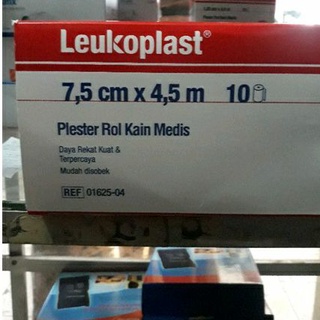 Leukoplast®
7,5 cm x 4,5 m 10
Plester Rol Kain Medis
Daya Rekat Kuat &
Terpercaya
Mudah disobek
REF 01625-04